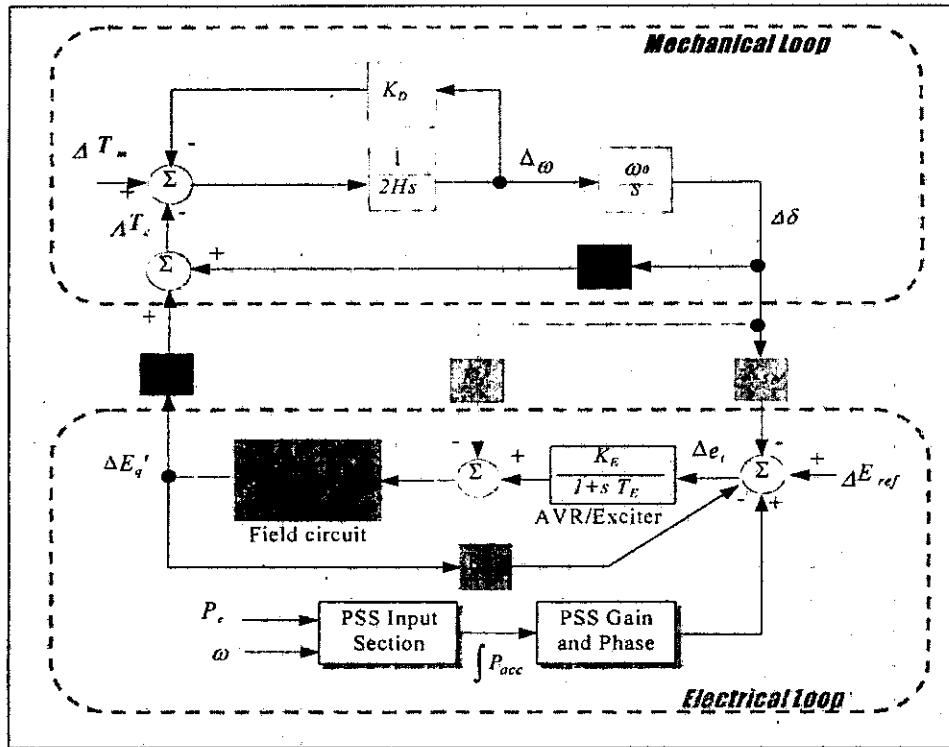 Mechanical Loop
K_D
-
Δ T_m
+
Σ
-
1
2Hs
Δω
ω₀
s
Δδ
ΔT_e
Σ
+
+
-
-
ΔE_q'
Σ
+
K_E
1+s T_E
Δe_t
Σ
+
ΔE_ref
-
+
AVR/Exciter
Field circuit
P_e
ω
PSS Input
Section
∫P_acc
PSS Gain
and Phase
Electrical Loop